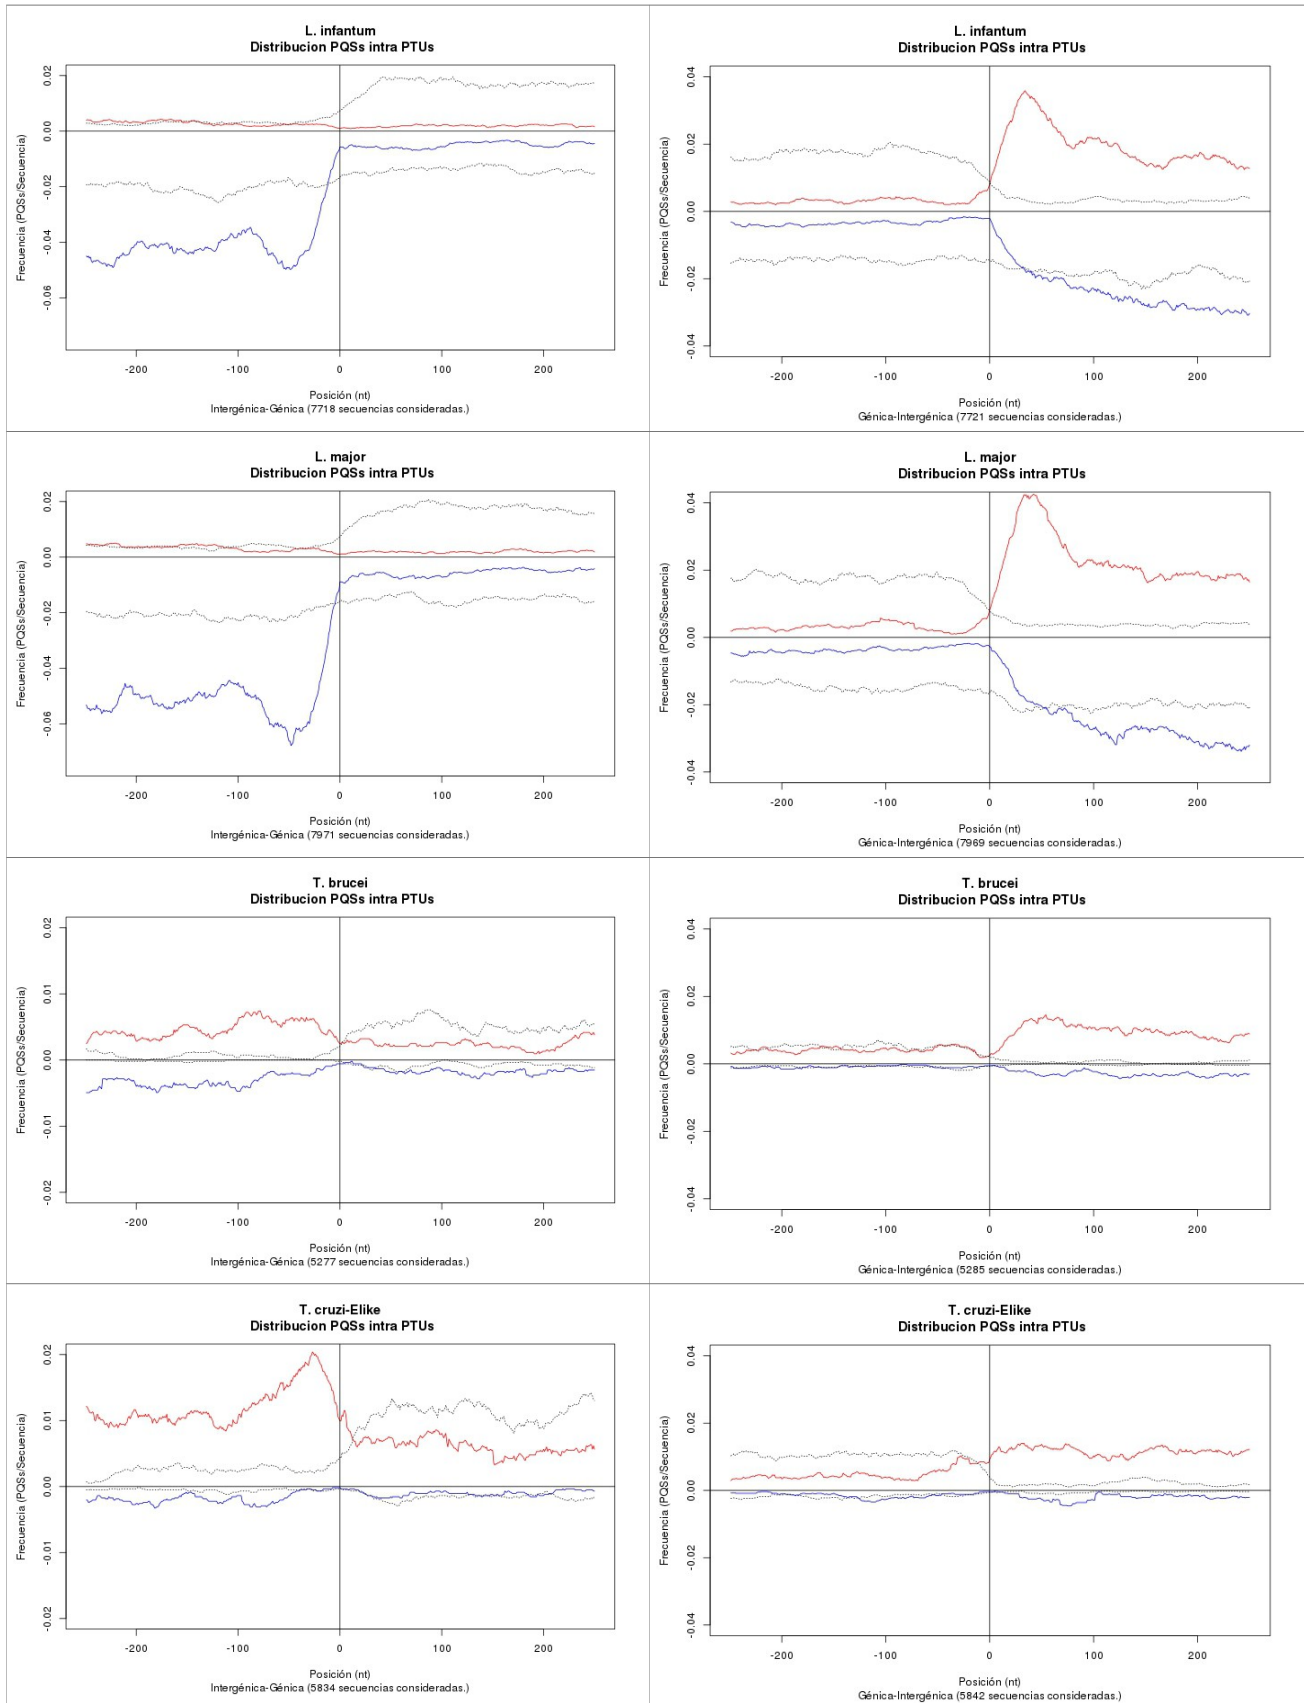 L. infantum
Distribucion PQSs intra PTUs
Frecuencia (PQSs/Secuencia)
0.02
0.00
-0.02
-0.04
-0.06
-200 -100 0 100 200
Posición (nt)
Intergénica-Génica (7718 secuencias consideradas.)
L. infantum
Distribucion PQSs intra PTUs
Frecuencia (PQSs/Secuencia)
0.04
0.02
0.00
-0.02
-0.04
-200 -100 0 100 200
Posición (nt)
Génica-Intergénica (7721 secuencias consideradas.)
L. major
Distribucion PQSs intra PTUs
Frecuencia (PQSs/Secuencia)
0.02
0.00
-0.02
-0.04
-0.06
-200 -100 0 100 200
Posición (nt)
Intergénica-Génica (7971 secuencias consideradas.)
L. major
Distribucion PQSs intra PTUs
Frecuencia (PQSs/Secuencia)
0.04
0.02
0.00
-0.02
-0.04
-200 -100 0 100 200
Posición (nt)
Génica-Intergénica (7969 secuencias consideradas.)
T. brucei
Distribucion PQSs intra PTUs
Frecuencia (PQSs/Secuencia)
0.02
0.01
0.00
-0.01
-0.02
-200 -100 0 100 200
Posición (nt)
Intergénica-Génica (5277 secuencias consideradas.)
T. brucei
Distribucion PQSs intra PTUs
Frecuencia (PQSs/Secuencia)
0.04
0.02
0.00
-0.02
-0.04
-200 -100 0 100 200
Posición (nt)
Génica-Intergénica (5285 secuencias consideradas.)
T. cruzi-Elike
Distribucion PQSs intra PTUs
Frecuencia (PQSs/Secuencia)
0.02
0.01
0.00
-0.01
-0.02
-200 -100 0 100 200
Posición (nt)
Intergénica-Génica (5834 secuencias consideradas.)
T. cruzi-Elike
Distribucion PQSs intra PTUs
Frecuencia (PQSs/Secuencia)
0.04
0.02
0.00
-0.02
-0.04
-200 -100 0 100 200
Posición (nt)
Génica-Intergénica (5842 secuencias consideradas.)